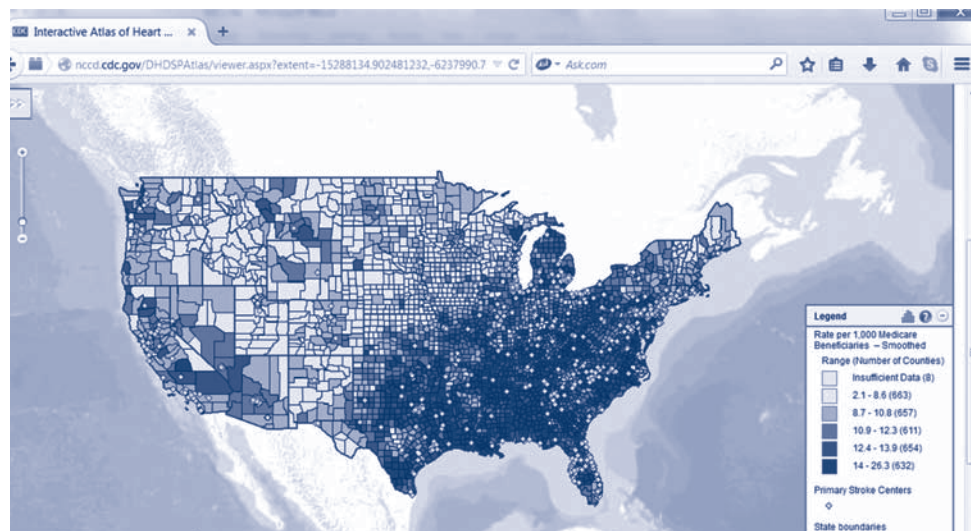 Interactive Atlas of Heart ... × +
nccd.cdc.gov/DHDSPAtlas/viewer.aspx?extent=-15288134.902481232,-6237990.7
Ask.com
>>
Legend
Rate per 1,000 Medicare
Beneficiaries – Smoothed
Range (Number of Counties)
Insufficient Data (8)
2.1 - 8.6 (663)
8.7 - 10.8 (657)
10.9 - 12.3 (611)
12.4 - 13.9 (654)
14 - 26.3 (632)
Primary Stroke Centers
State boundaries